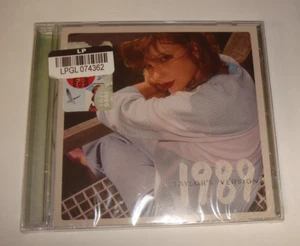 LP
LPGL 074362
1989
TAYLOR'S VERSION